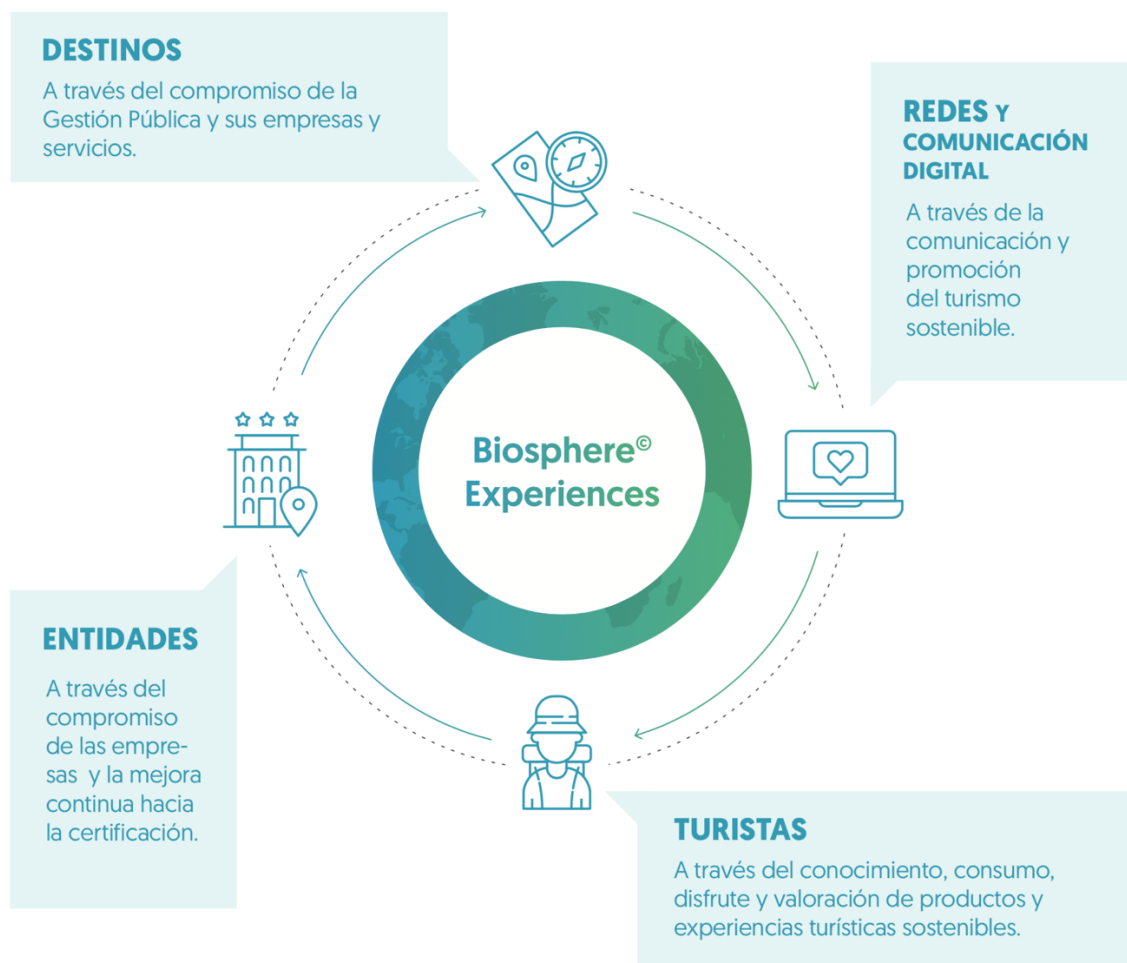 DESTINOS
A través del compromiso de la
Gestión Pública y sus empresas y
servicios.
REDES Y
COMUNICACIÓN
DIGITAL
A través de la
comunicación y
promoción
del turismo
sostenible.
Biosphere©
Experiences
ENTIDADES
A través del
compromiso
de las empre-
sas y la mejora
continua hacia
la certificación.
TURISTAS
A través del conocimiento, consumo,
disfrute y valoración de productos y
experiencias turísticas sostenibles.